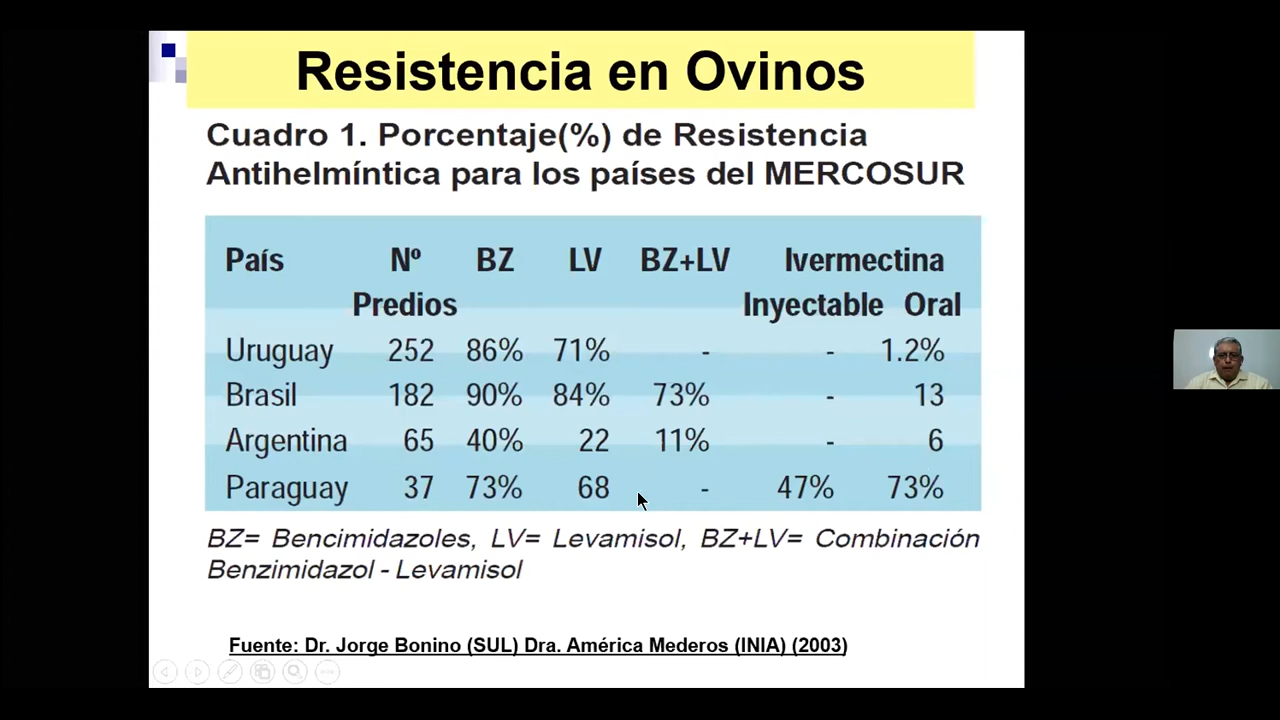 Resistencia en Ovinos
Cuadro 1. Porcentaje(%) de Resistencia
Antihelmíntica para los países del MERCOSUR
País Nº BZ LV BZ+LV Ivermectina
Predios Inyectable Oral
Uruguay 252 86% 71% - - 1.2%
Brasil 182 90% 84% 73% - 13
Argentina 65 40% 22 11% - 6
Paraguay 37 73% 68 - 47% 73%
BZ= Bencimidazoles, LV= Levamisol, BZ+LV= Combinación
Benzimidazol - Levamisol
Fuente: Dr. Jorge Bonino (SUL) Dra. América Mederos (INIA) (2003)